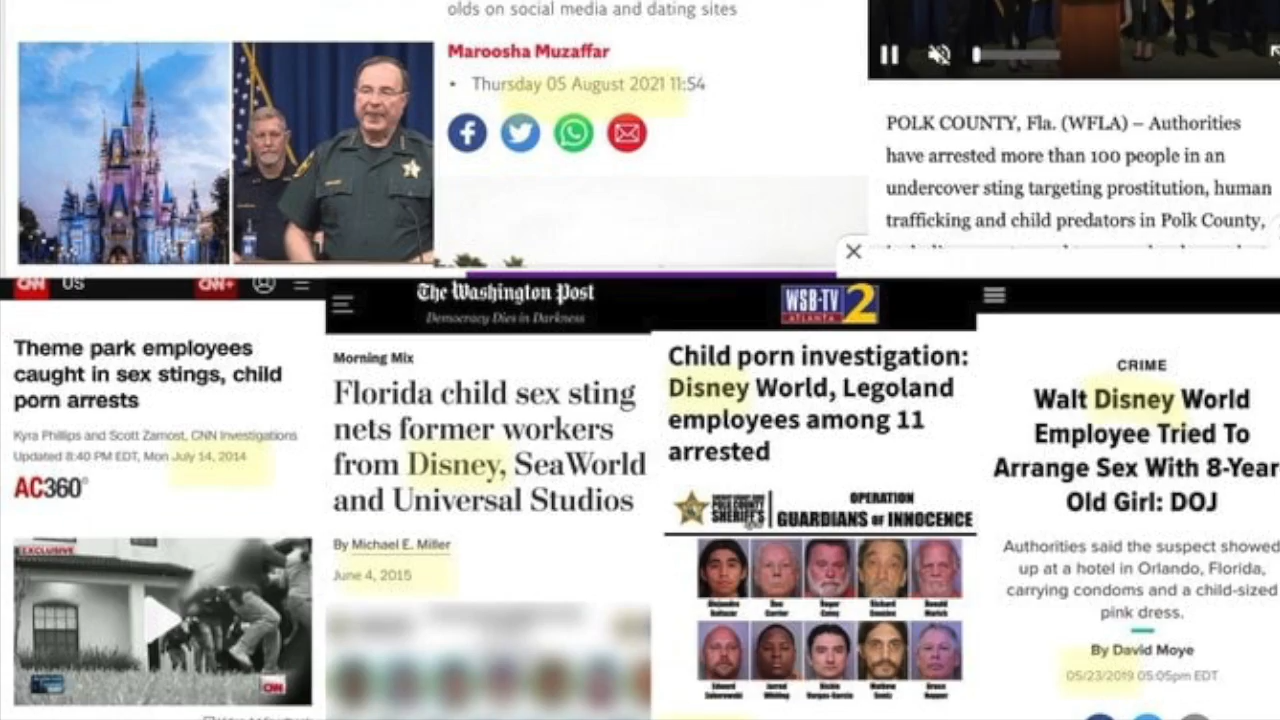 olds on social media and dating sites
Maroosha Muzaffar
• Thursday 05 August 2021 11:54
POLK COUNTY, Fla. (WFLA) – Authorities
have arrested more than 100 people in an
undercover sting targeting prostitution, human
trafficking and child predators in Polk County,
CNN US CNN+
Theme park employees
caught in sex stings, child
porn arrests
Kyra Phillips and Scott Zamost, CNN Investigations
Updated 8:40 PM EDT, Mon July 14, 2014
AC360°
EXCLUSIVE
CNN
The Washington Post
Democracy Dies in Darkness
Morning Mix
Florida child sex sting
nets former workers
from Disney, SeaWorld
and Universal Studios
By Michael E. Miller
June 4, 2015
WSB-TV 2
ATLANTA
Child porn investigation:
Disney World, Legoland
employees among 11
arrested
POLK COUNTY
SHERIFF'S
OPERATION
GUARDIANS OF INNOCENCE
CRIME
Walt Disney World
Employee Tried To
Arrange Sex With 8-Year
Old Girl: DOJ
Authorities said the suspect showed
up at a hotel in Orlando, Florida,
carrying condoms and a child-sized
pink dress.
By David Moye
05/23/2019 05:05pm EDT